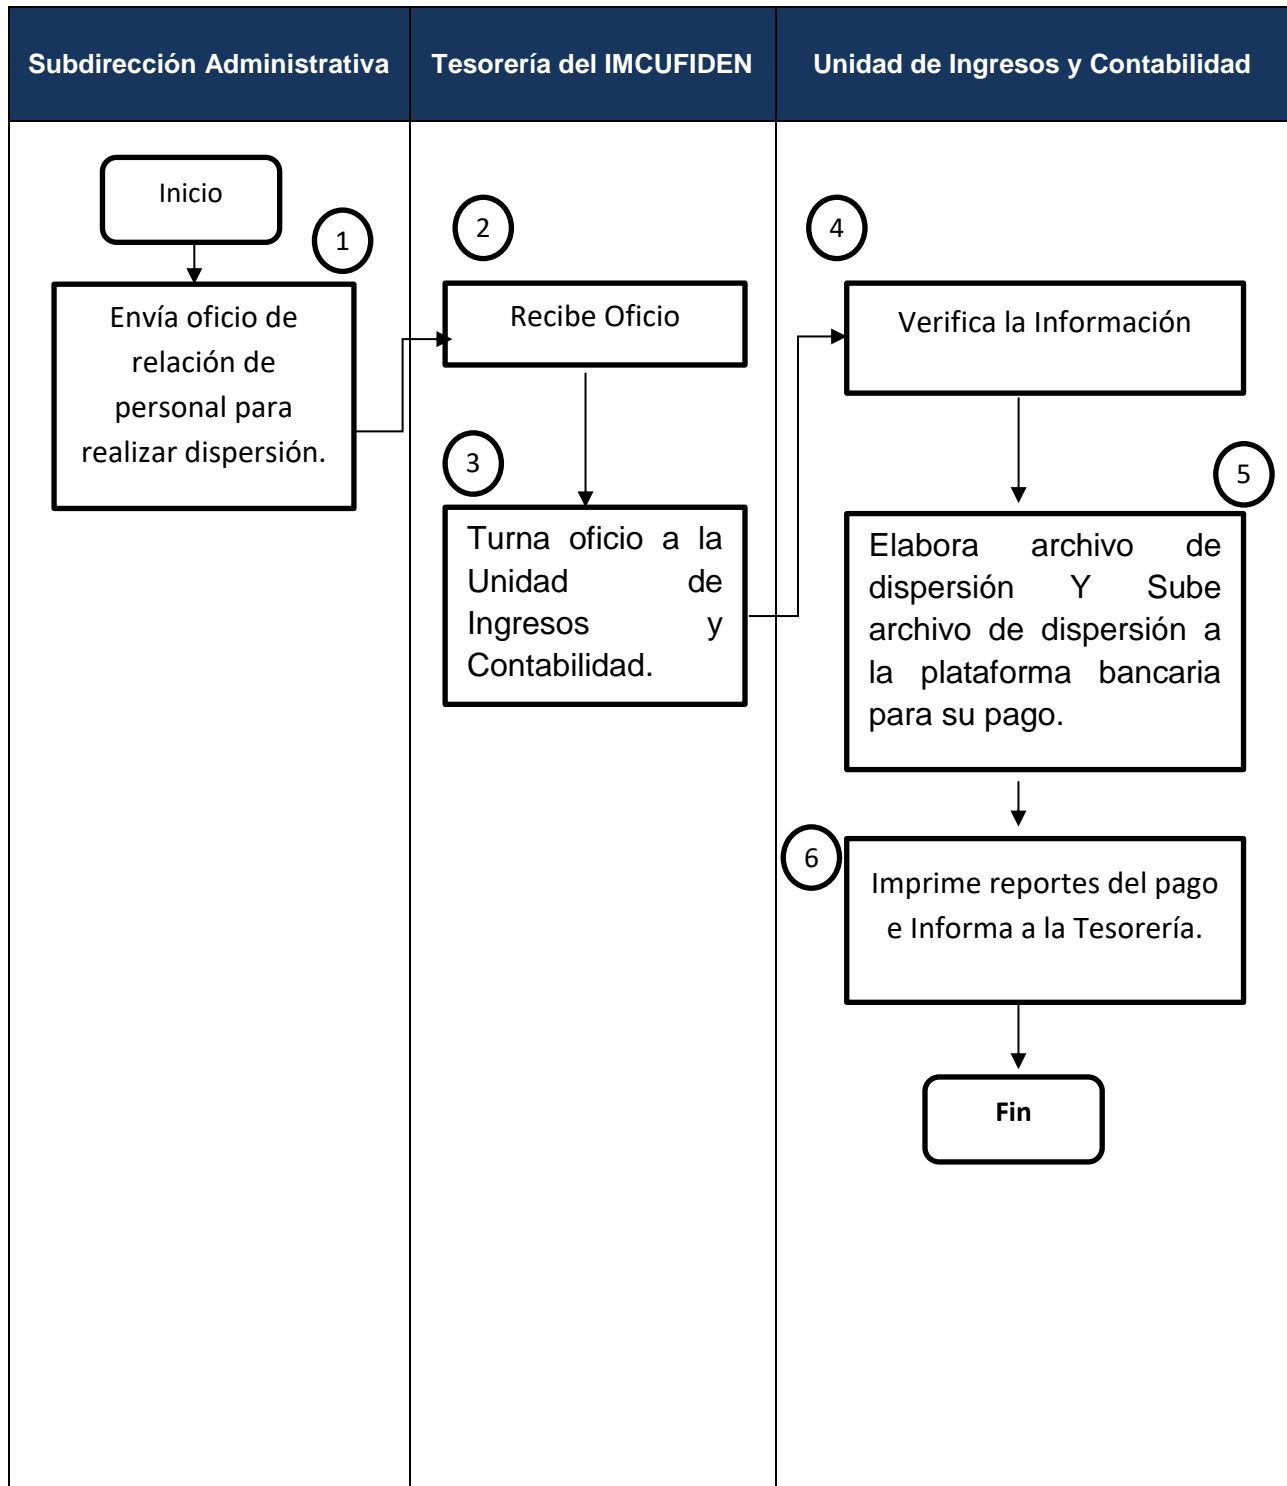 Subdirección Administrativa
Tesorería del IMCUFIDEN
Unidad de Ingresos y Contabilidad
Inicio
1
Envía oficio de
relación de
personal para
realizar dispersión.
2
Recibe Oficio
3
Turna oficio a la
Unidad de
Ingresos y
Contabilidad.
4
Verifica la Información
5
Elabora archivo de
dispersión Y Sube
archivo de dispersión a
la plataforma bancaria
para su pago.
6
Imprime reportes del pago
e Informa a la Tesorería.
Fin